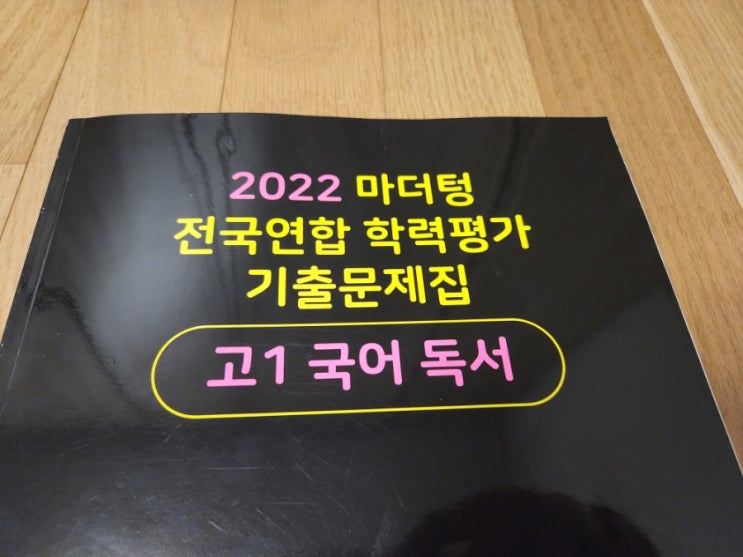 2022 마더텅
전국연합 학력평가
기출문제집
고1 국어 독서